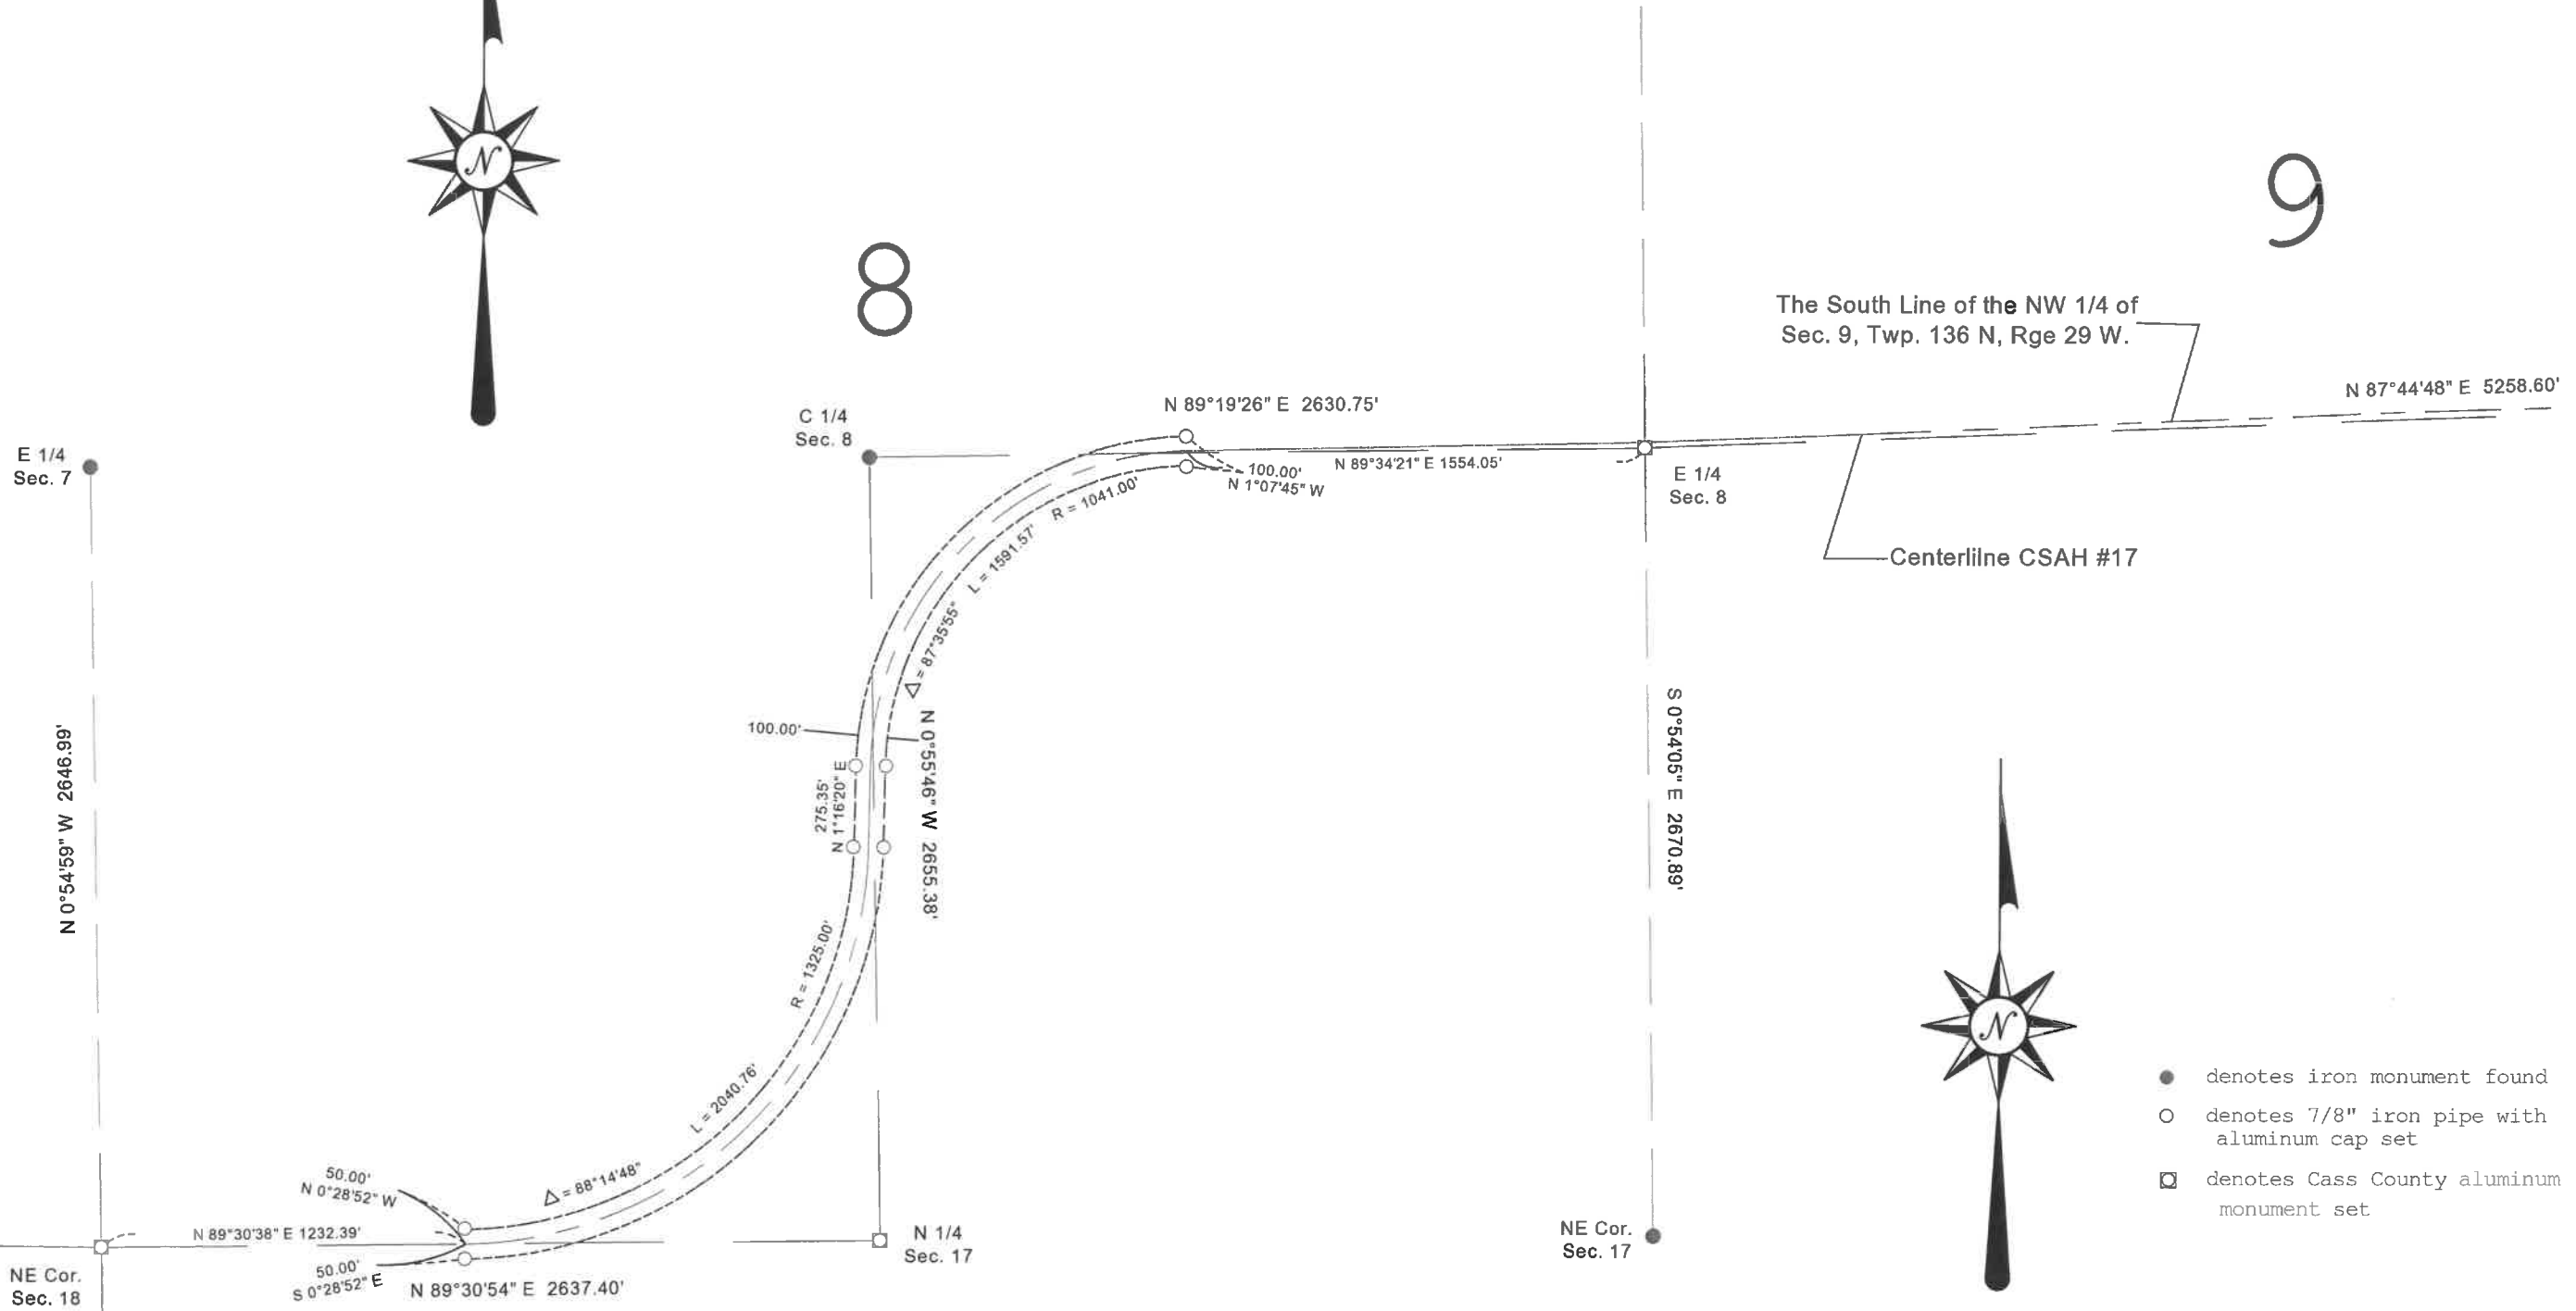 N
8
9
The South Line of the NW 1/4 of
Sec. 9, Twp. 136 N, Rge 29 W.
N 87°44'48" E 5258.60'
N 89°19'26" E 2630.75'
C 1/4
Sec. 8
E 1/4
Sec. 7
100.00'
N 1°07'45" W
N 89°34'21" E 1554.05'
E 1/4
Sec. 8
Centerlilne CSAH #17
R = 1041.00'
L = 1591.57'
Δ = 87°35'55"
100.00'
N 0°55'46" W 2655.38'
275.35'
N 1°16'20" E
N 0°54'59" W 2646.99'
S 0°54'05" E 2670.89'
R = 1325.00'
L = 2040.76'
Δ = 88°14'48"
50.00'
N 0°28'52" W
N 89°30'38" E 1232.39'
50.00'
S 0°28'52" E
N 89°30'54" E 2637.40'
NE Cor.
Sec. 18
N 1/4
Sec. 17
NE Cor.
Sec. 17
N
denotes iron monument found
denotes 7/8" iron pipe with
aluminum cap set
denotes Cass County aluminum
monument set